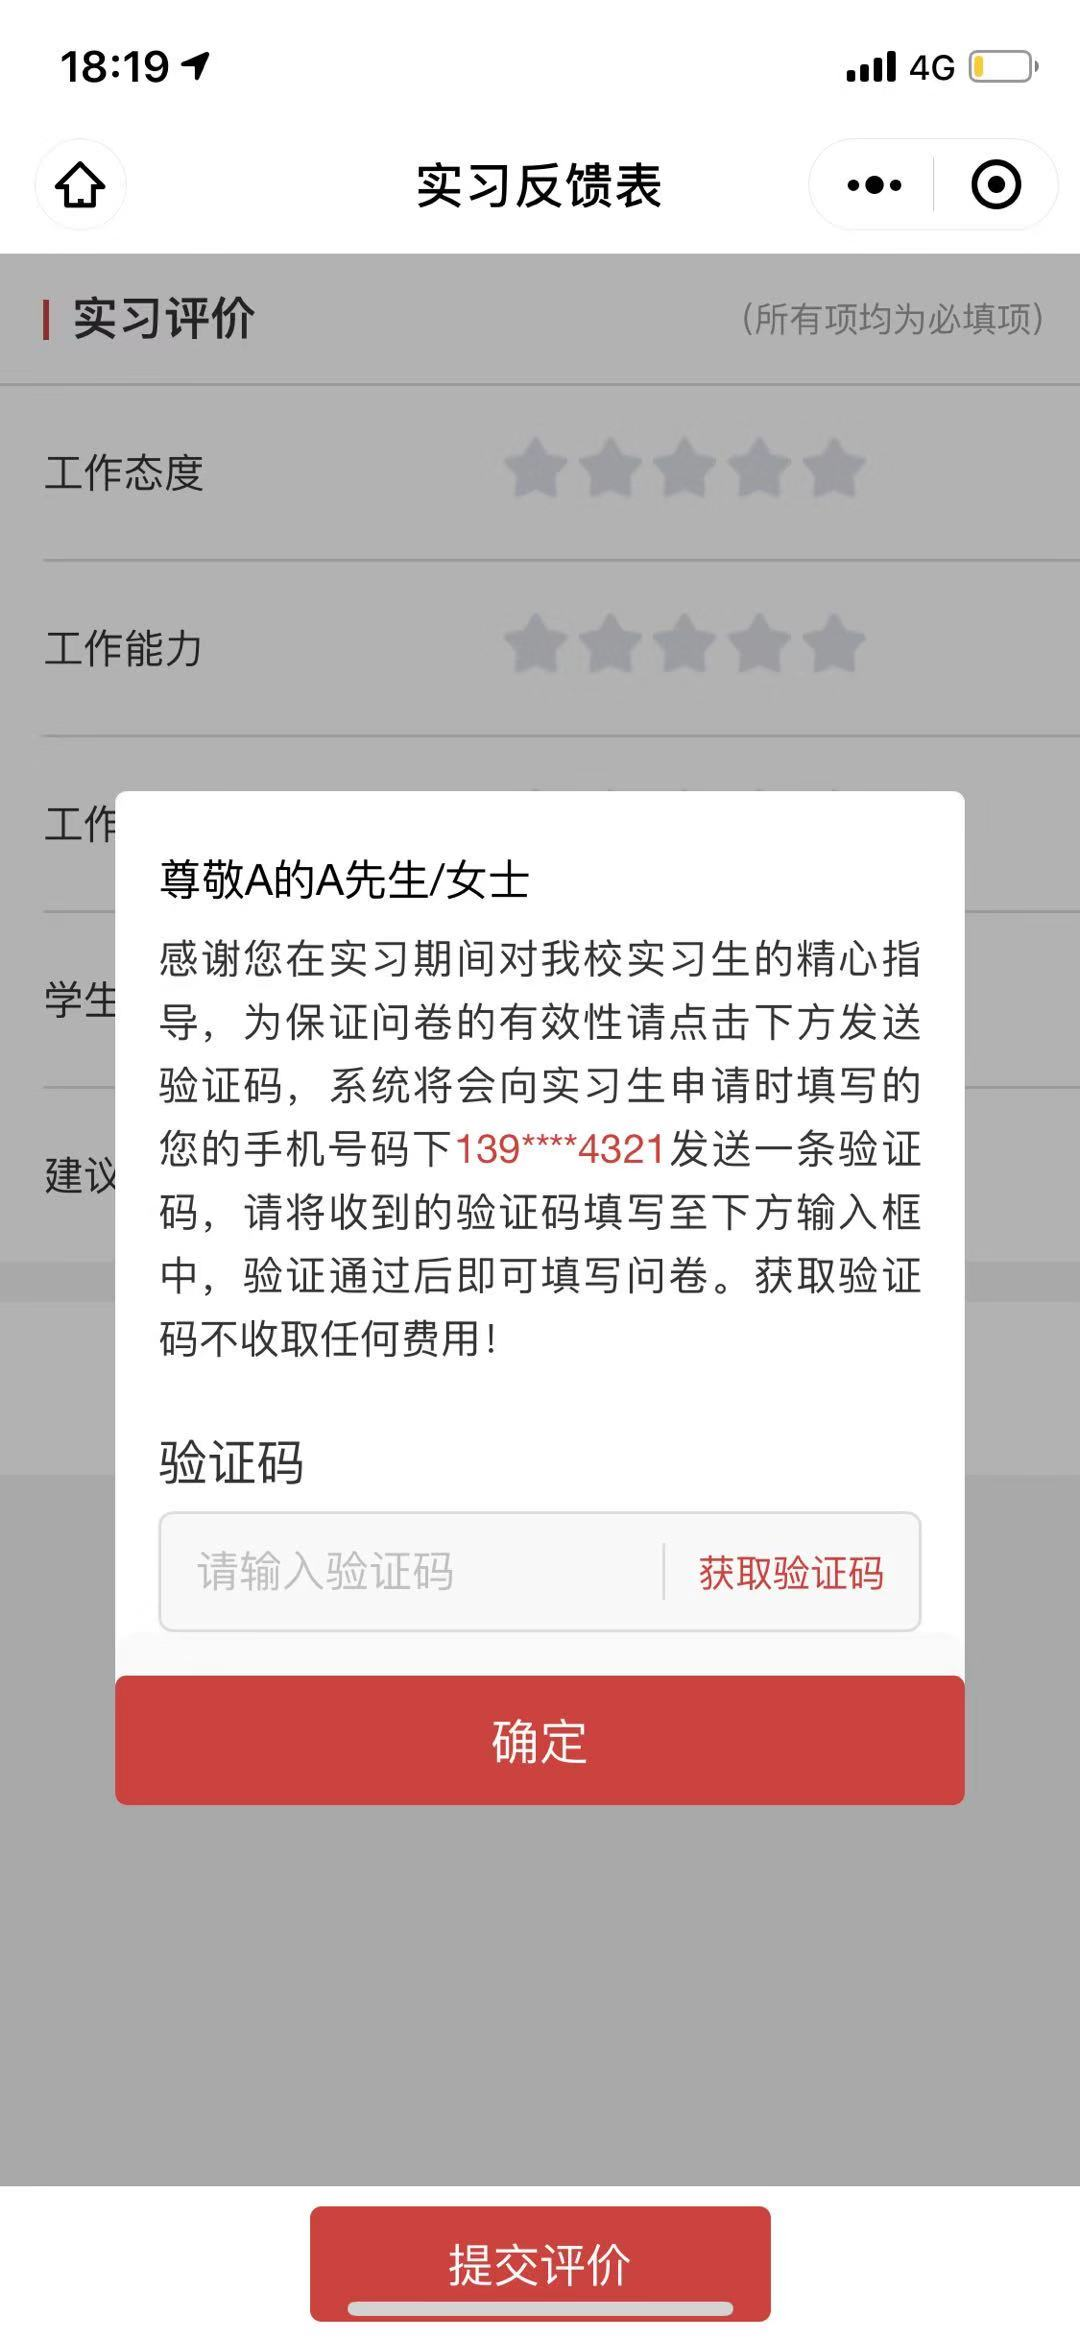 18:19
4G
实习反馈表
实习评价
(所有项均为必填项)
工作态度
工作能力
工作
尊敬A的A先生/女士
感谢您在实习期间对我校实习生的精心指
导，为保证问卷的有效性请点击下方发送
学生
验证码，系统将会向实习生申请时填写的
您的手机号码下139****4321发送一条验证
建议
码，请将收到的验证码填写至下方输入框
中，验证通过后即可填写问卷。获取验证
码不收取任何费用！
验证码
请输入验证码
获取验证码
确定
提交评价